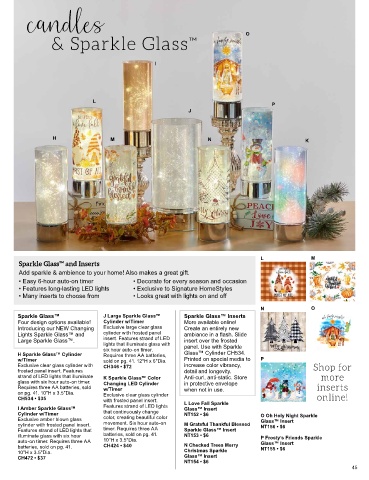 candles
& Sparkle Glass™
O
I
L
J
P
H
M
N
K
Sparkle Glass™ and Inserts
Add sparkle & ambience to your home! Also makes a great gift.
• Easy 6-hour auto-on timer
• Features long-lasting LED lights
• Many inserts to choose from
• Decorate for every season and occasion
• Exclusive to Signature HomeStyles
• Looks great with lights on and off
Sparkle Glass™
Four design options available!
Introducing our NEW Changing
Lights Sparkle Glass™ and
Large Sparkle Glass™
H Sparkle Glass™ Cylinder
w/Timer
Exclusive clear glass cylinder with
frosted panel insert. Features
strand of LED lights that illuminate
glass with six hour auto-on timer.
Requires three AA batteries, sold
on pg. 41. 10"H x 3.5"Dia.
CH534 • $35
I Amber Sparkle Glass™
Cylinder w/Timer
Exclusive amber blown glass
cylinder with frosted panel insert.
Features strand of LED lights that
illuminate glass with six hour
auto-on timer. Requires three AA
batteries, sold on pg. 41.
10"H x 3.5"Dia.
CH472 • $37
J Large Sparkle Glass™
Cylinder w/Timer
Exclusive large clear glass
cylinder with frosted panel
insert. Features strand of LED
lights that illuminate glass with
six hour auto-on timer.
Requires three AA batteries,
sold on pg. 41. 12"H x 5"Dia.
CH346 • $72
K Sparkle Glass™ Color
Changing LED Cylinder
w/Timer
Exclusive clear glass cylinder
with frosted panel insert.
Features strand of LED lights
that continuously change
color, creating beautiful color
movement. Six hour auto-on
timer. Requires three AA
batteries, sold on pg. 41.
10"H x 3.5"Dia.
CH424 • $40
Sparkle Glass™ Inserts
More available online!
Create an entirely new
ambiance in a flash. Slide
insert over the frosted
panel. Use with Sparkle
Glass™ Cylinder CH534.
Printed on special media to
increase color vibrancy,
detail and longevity.
Anti-curl, anti-static. Store
in protective envelope
when not in use.
L Love Fall Sparkle
Glass™ Insert
NT152 • $6
M Grateful Thankful Blessed
Sparkle Glass™ Insert
NT153 • $6
N Checked Trees Merry
Christmas Sparkle
Glass™ Insert
NT154 • $6
L
M
N
O
P
Shop for
more
inserts
online!
O Oh Holy Night Sparkle
Glass™ Insert
NT156 • $6
P Frosty's Friends Sparkle
Glass™ Insert
NT155 • $6
45